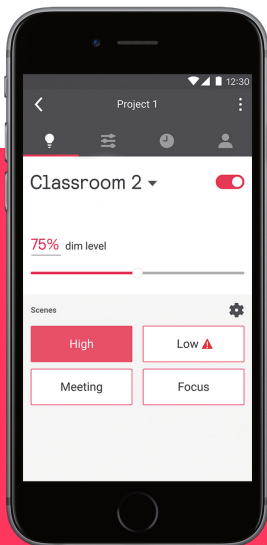 12:30
Project 1
Classroom 2
75% dim level
Scenes
High
Low
Meeting
Focus